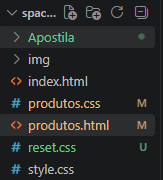 spac...
Apostila
img
index.html
produtos.css M
produtos.html M
reset.css U
style.css